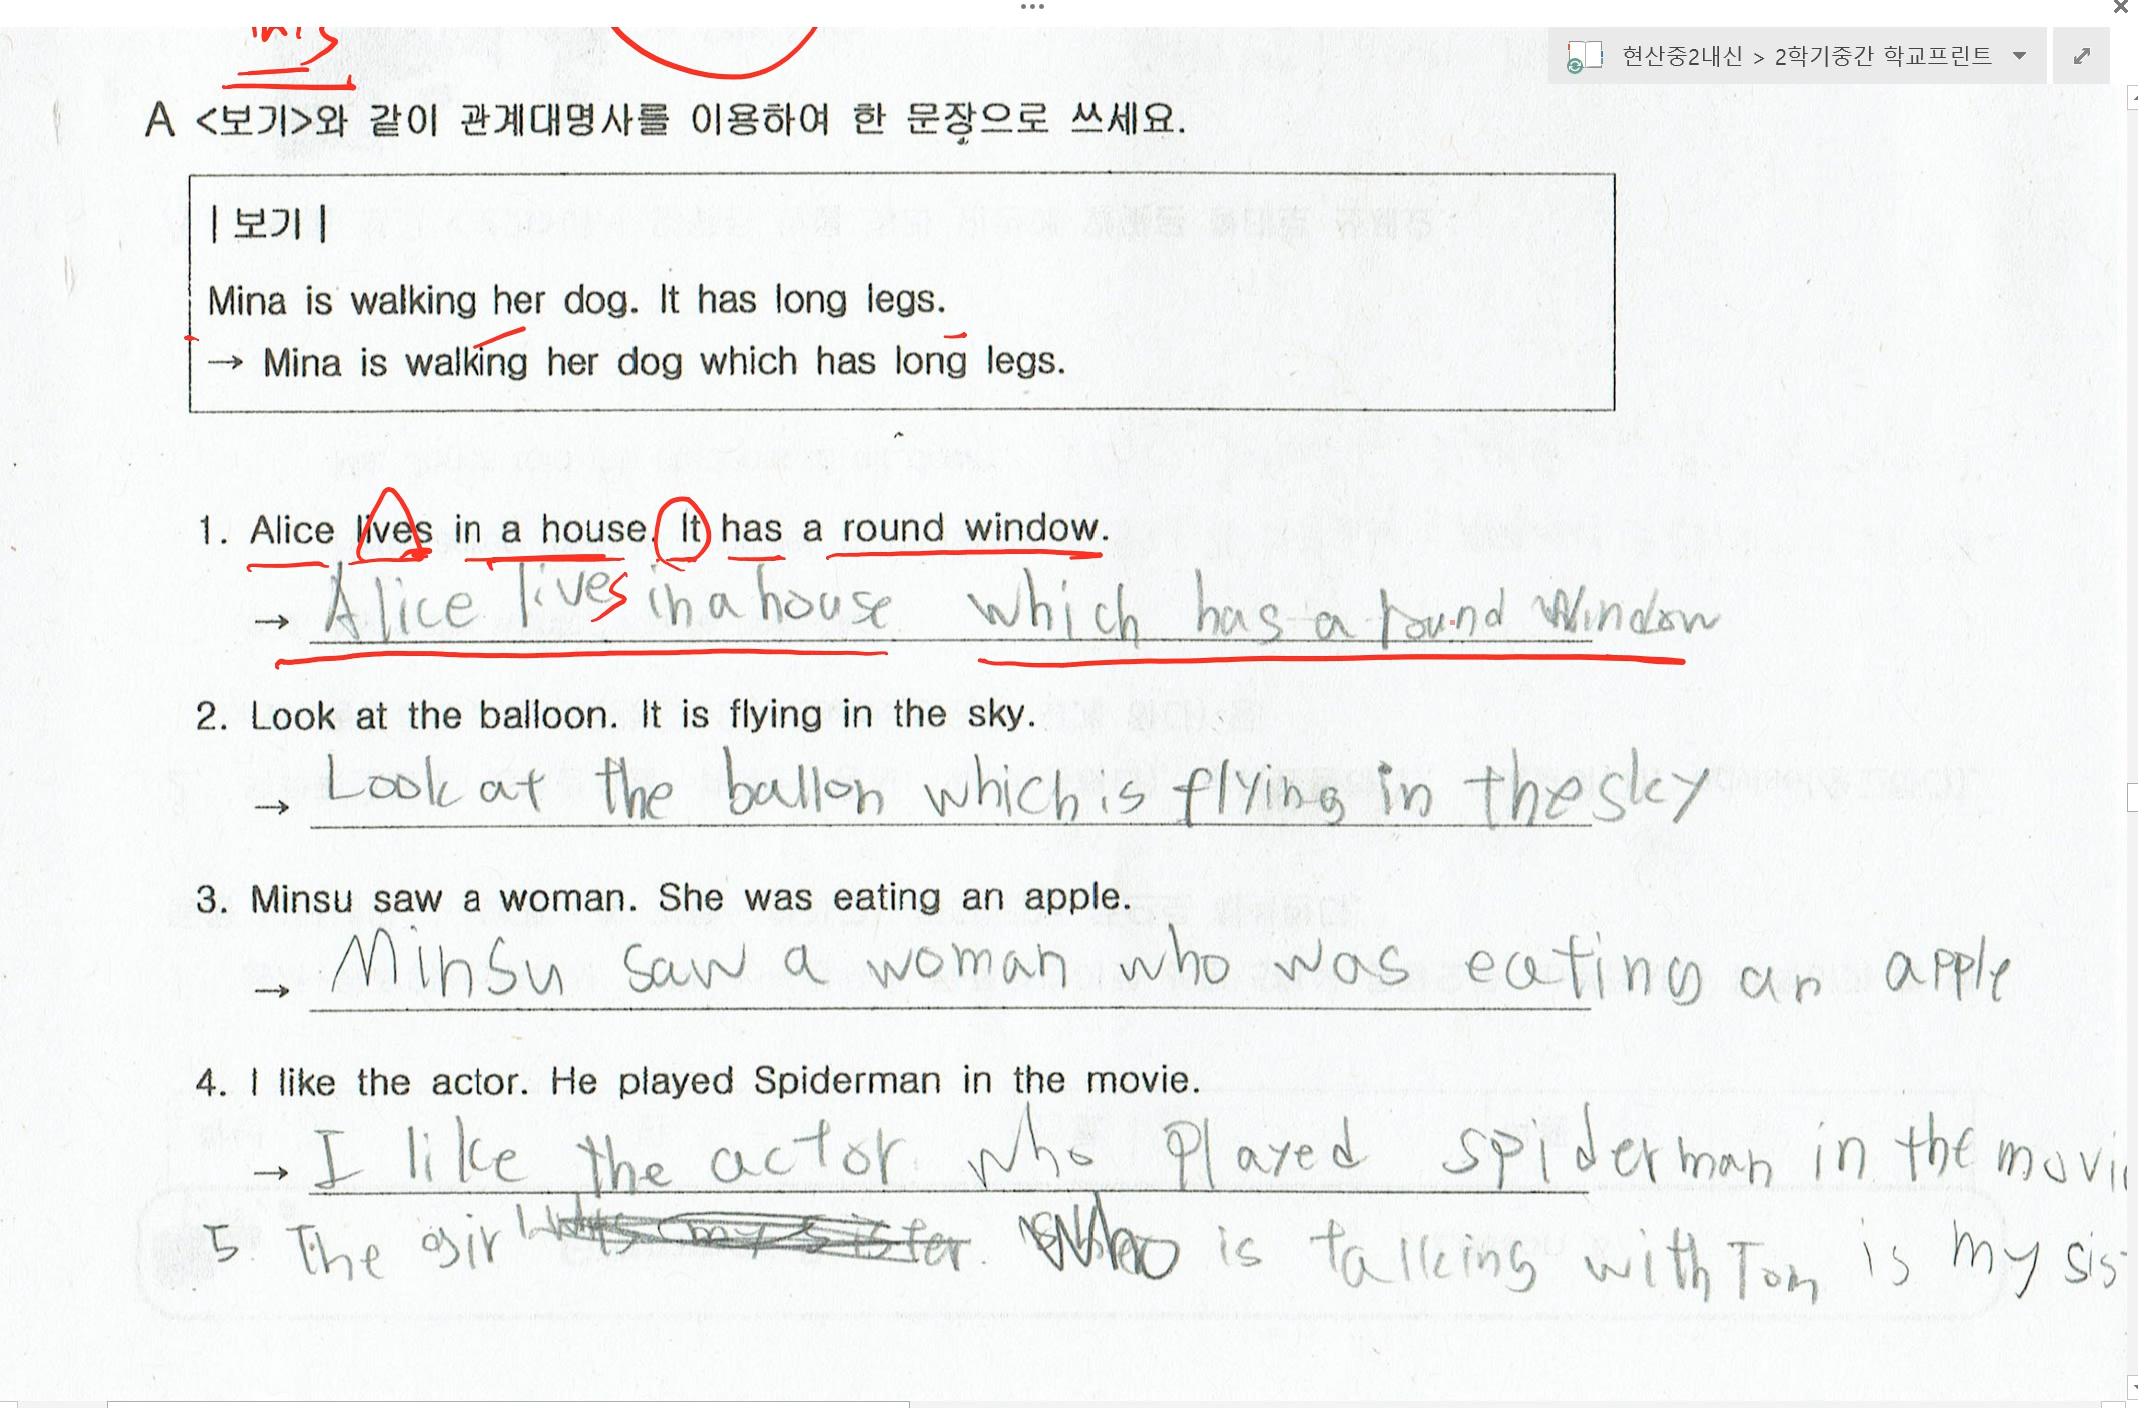 현산중2내신 > 2학기중간 학교프린트
A <보기>와 같이 관계대명사를 이용하여 한 문장으로 쓰세요.
| 보기 |
Mina is walking her dog. It has long legs.
→ Mina is walking her dog which has long legs.
1. Alice lives in a house. It has a round window.
→ Alice lives in a house which has a round window
2. Look at the balloon. It is flying in the sky.
→ Look at the ballon which is flying in the sky
3. Minsu saw a woman. She was eating an apple.
→ Minsu saw a woman who was eating an apple
4. I like the actor. He played Spiderman in the movie.
→ I like the actor who played spiderman in the movi
5. The girl who is talking with Tom is my sis